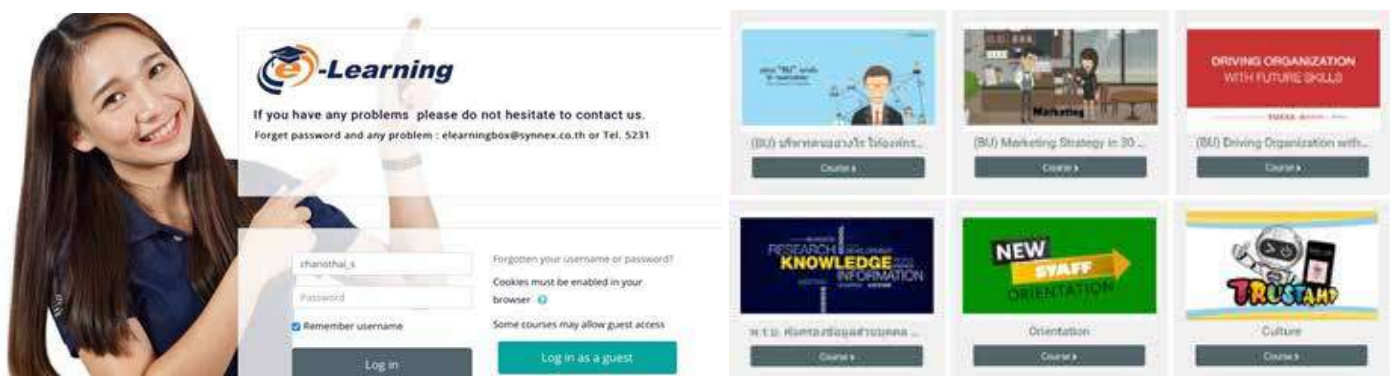 e-Learning
If you have any problems please do not hesitate to contact us.
Forget password and any problem : elearningbox@synnex.co.th or Tel. 5231
chanothai_s
Password
Remember username
Log in
Forgotten your username or password?
Cookies must be enabled in your
browser
Some courses may allow guest access
Log in as a guest
Course
Marketing
(BU) Marketing Strategy in 30 ...
Course
DRIVING ORGANIZATION
WITH FUTURE SKILLS
(BU) Driving Organization with...
Course
RESEARCH DEVELOPMENT
KNOWLEDGE
INFORMATION
Course
NEW
STAFF
ORIENTATION
Orientation
Course
TRUSTAMP
Culture
Course